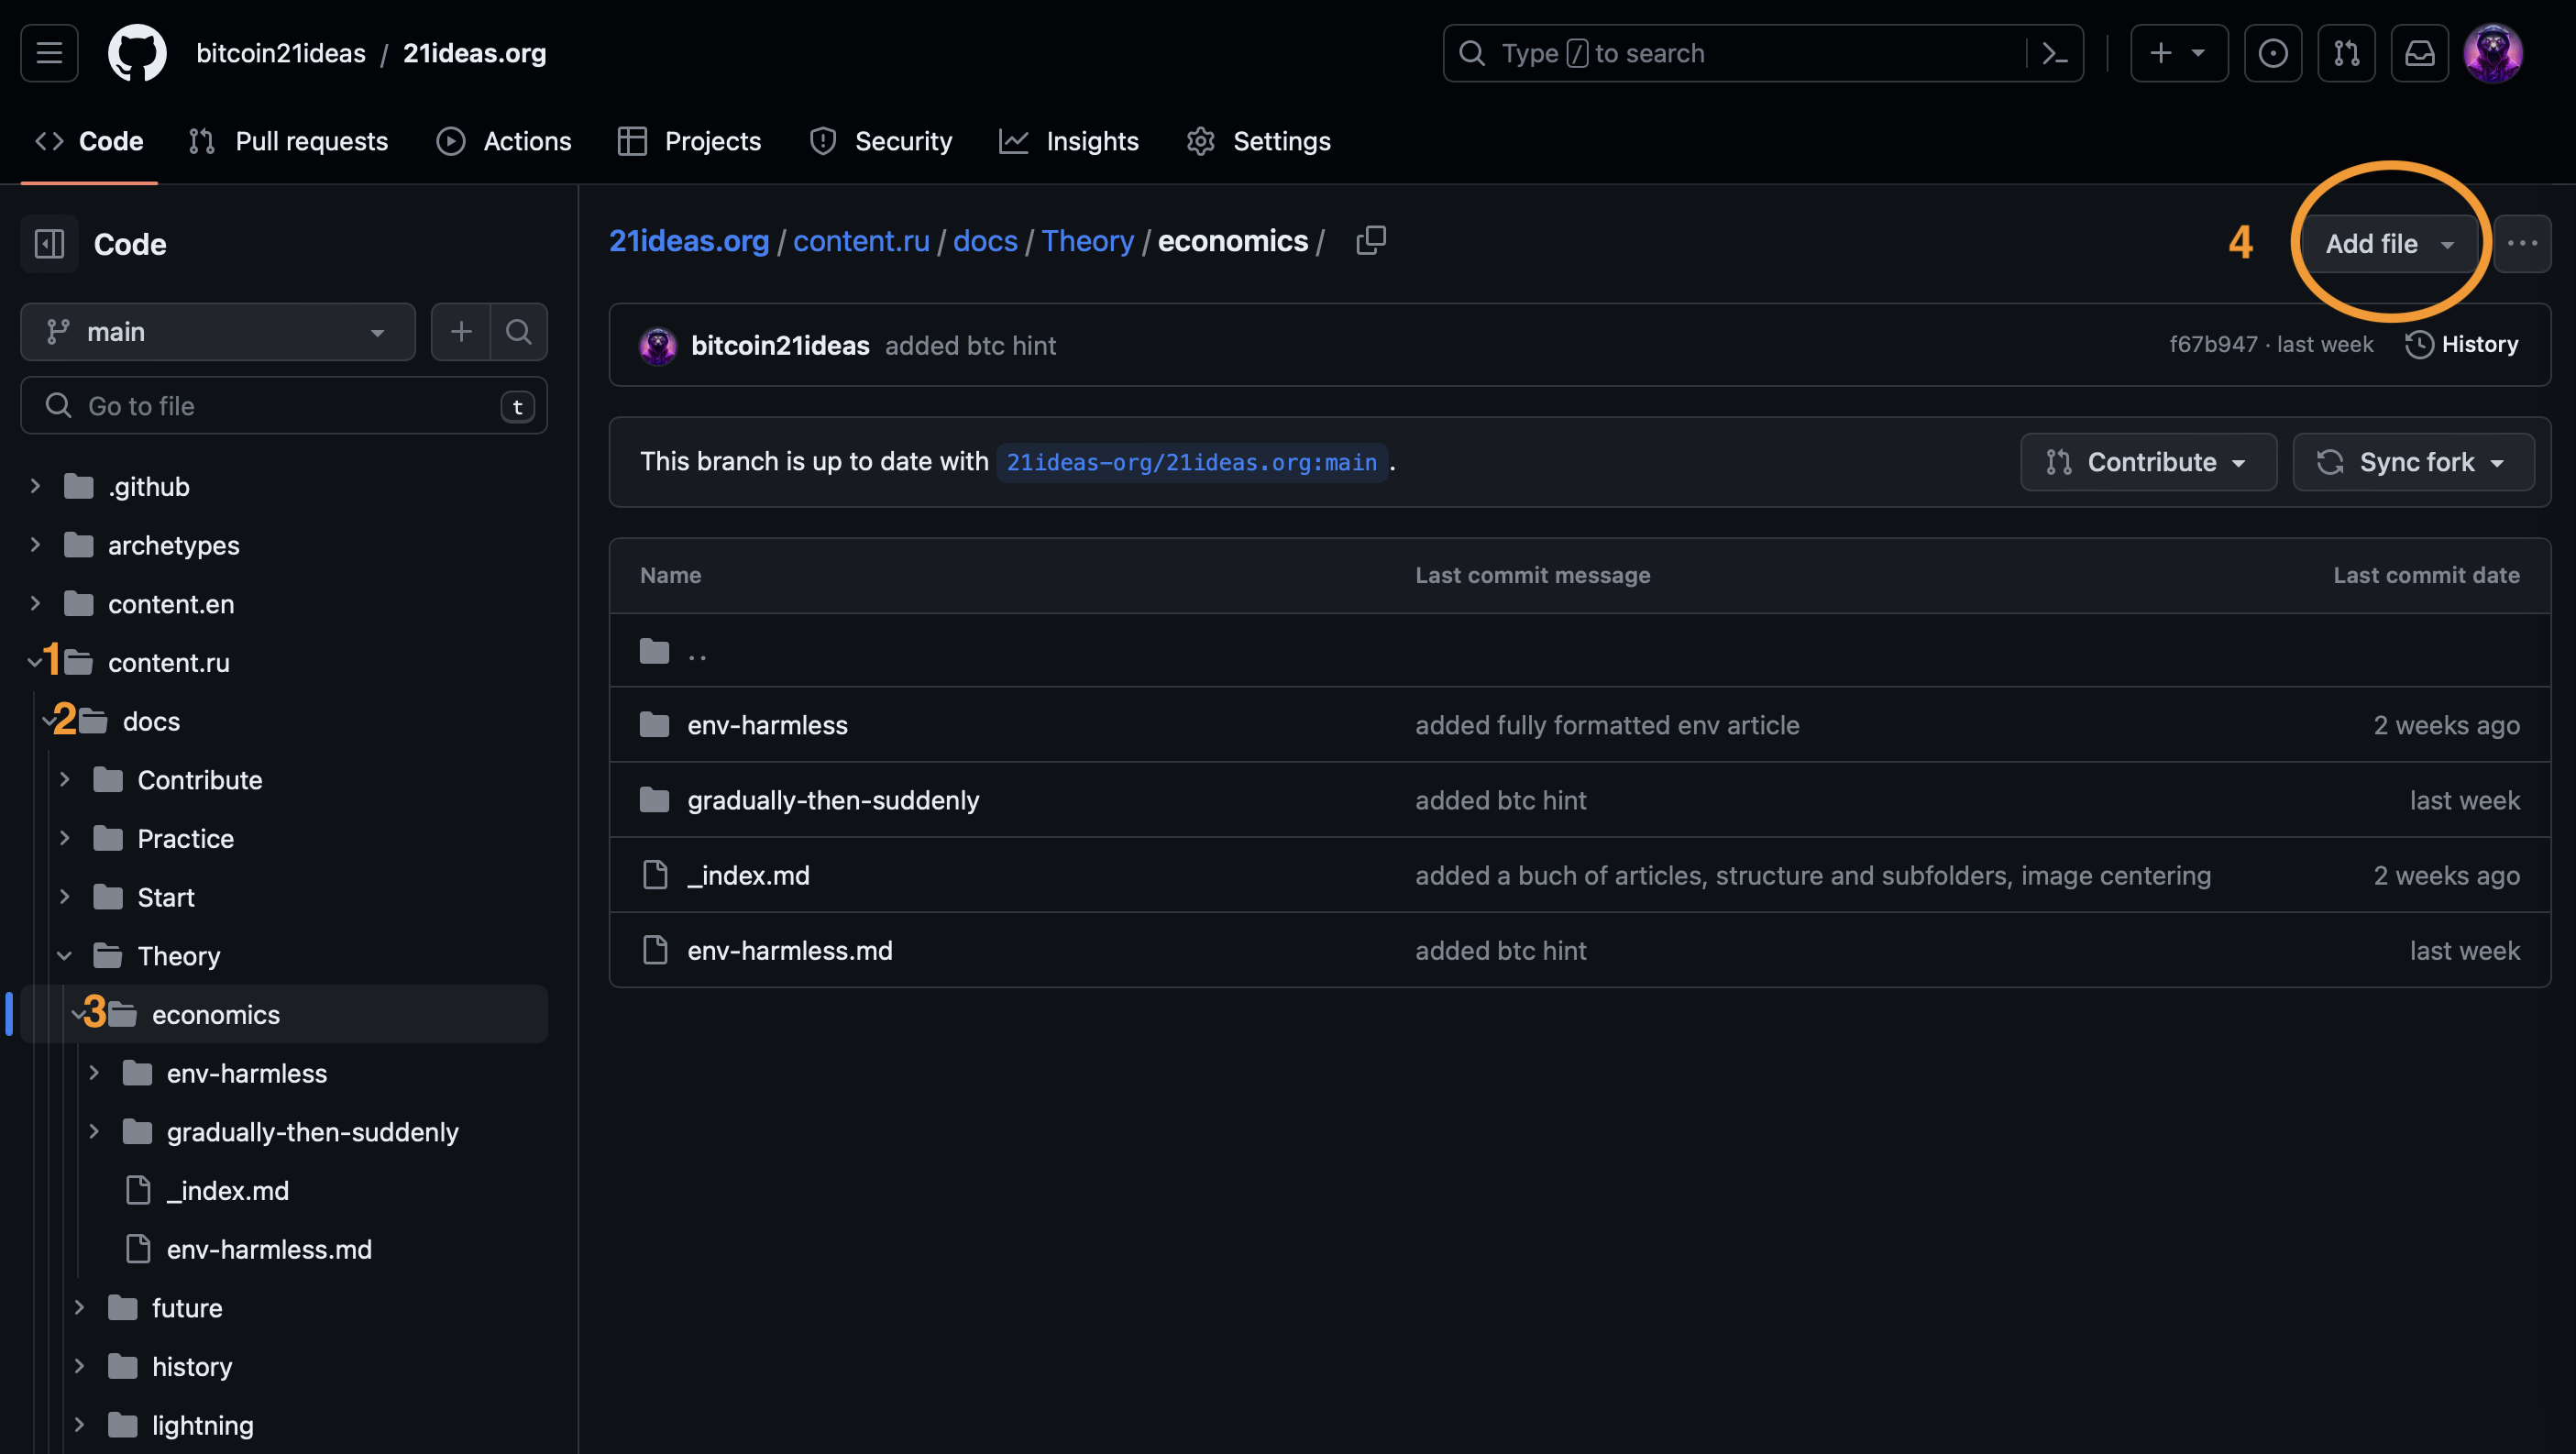 bitcoin21ideas / 21ideas.org
Type / to search
Code
Pull requests
Actions
Projects
Security
Insights
Settings
Code
main
Go to file
t
.github
archetypes
content.en
1 content.ru
2 docs
Contribute
Practice
Start
Theory
3 economics
env-harmless
gradually-then-suddenly
_index.md
env-harmless.md
future
history
lightning
21ideas.org / content.ru / docs / Theory / economics /
4
Add file
bitcoin21ideas added btc hint
f67b947 · last week
History
This branch is up to date with 21ideas-org/21ideas.org:main .
Contribute
Sync fork
Name Last commit message Last commit date
..
env-harmless added fully formatted env article 2 weeks ago
gradually-then-suddenly added btc hint last week
_index.md added a buch of articles, structure and subfolders, image centering 2 weeks ago
env-harmless.md added btc hint last week